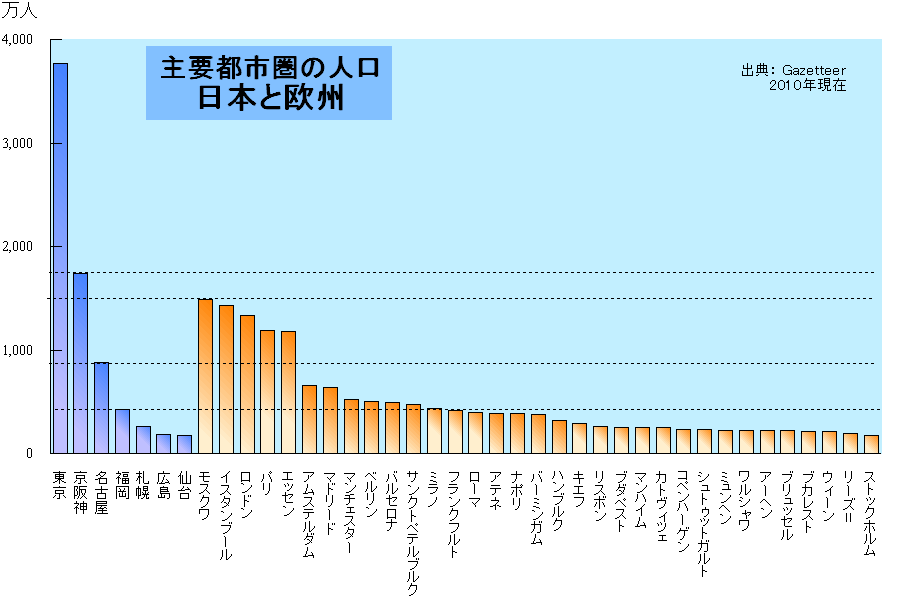 万人
4,000
主要都市圏の人口
日本と欧州
出典: Gazetteer
2010年現在
3,000
2,000
1,000
0
東京
京阪神
名古屋
福岡
札幌
広島
仙台
モスクワ
イスタンブール
ロンドン
パリ
エッセン
アムステルダム
マドリード
マンチェスター
ベルリン
バルセロナ
サンクトペテルブルク
ミラノ
フランクフルト
ローマ
アテネ
ナポリ
バーミンガム
ハンブルク
キエフ
リスボン
ブダペスト
マンハイム
カトヴィツェ
コペンハーゲン
シュトゥットガルト
ミュンヘン
ワルシャワ
アーヘン
ブリュッセル
ブカレスト
ウィーン
リーズ=
ストックホルム